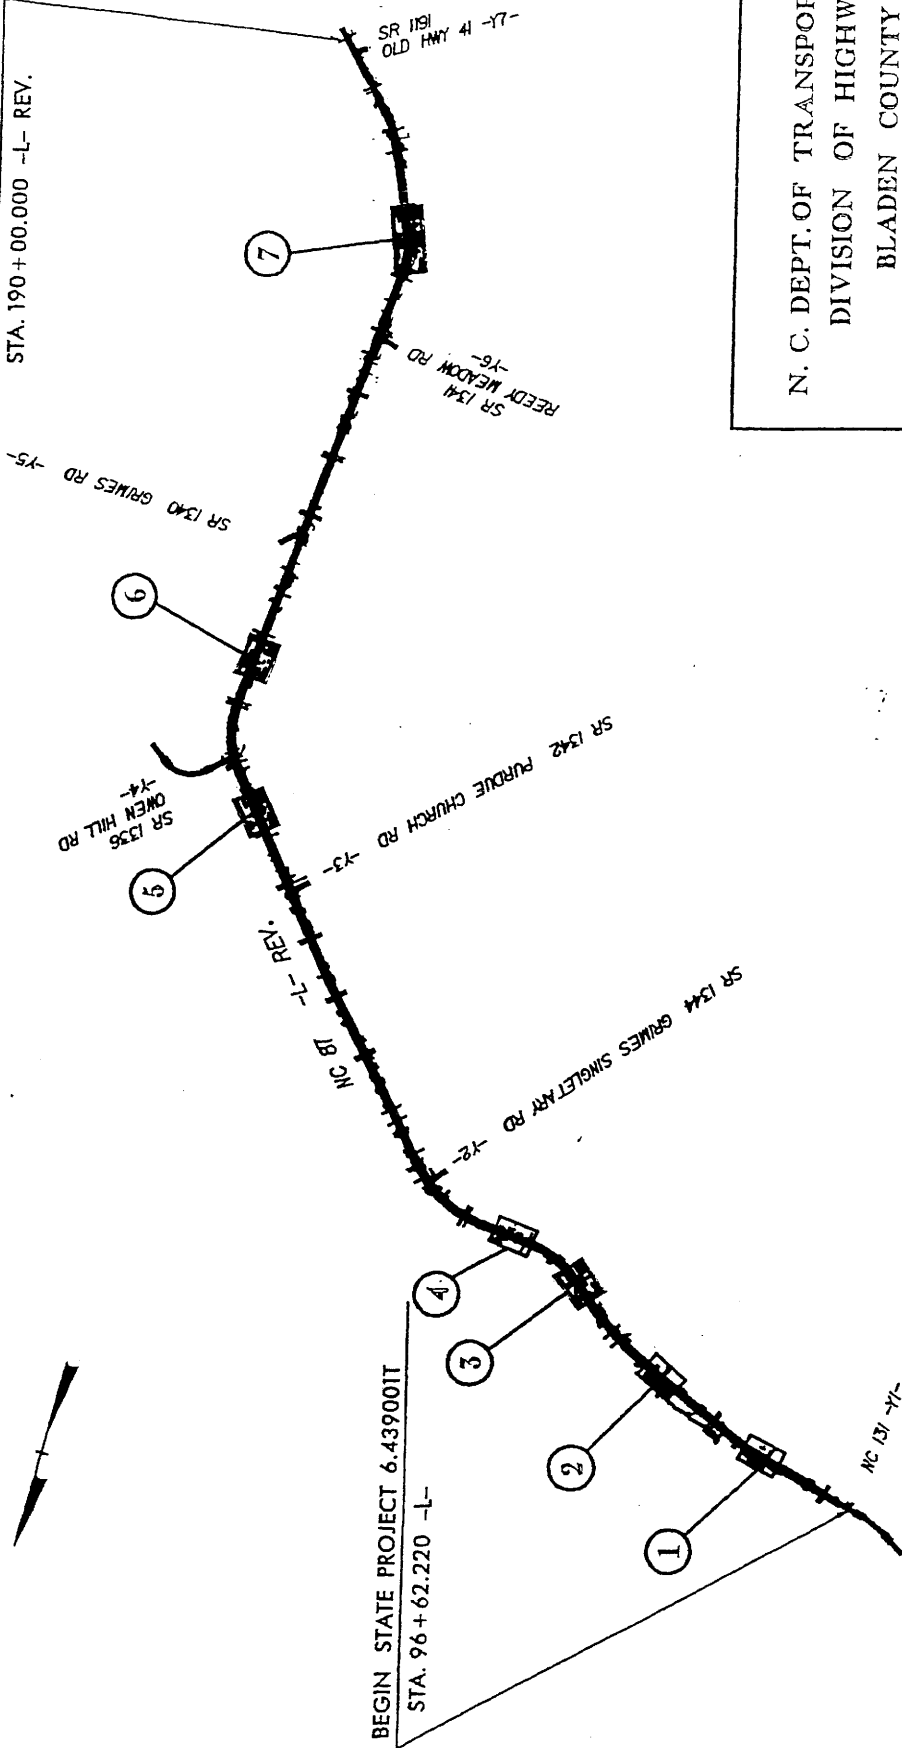 STA. 190+00.000 -L- REV.
SR 1191
OLD HWY 41 -Y7-
7
SR 1341
REEDY MEADOW RD
-Y6-
SR 1340 GRIMES RD -Y5-
6
SR 1336
OWEN HILL RD
-Y4-
5
-Y3- SR 1342 PURDUE CHURCH RD
NC 87 -L- REV.
-Y2- SR 1344 GRIMES SINGLETARY RD
4
3
2
1
NC 131 -Y1-
BEGIN STATE PROJECT 6.439001T
STA. 96+62.220 -L-
N. C. DEPT. OF TRANSPOR
DIVISION OF HIGHW
BLADEN COUNTY